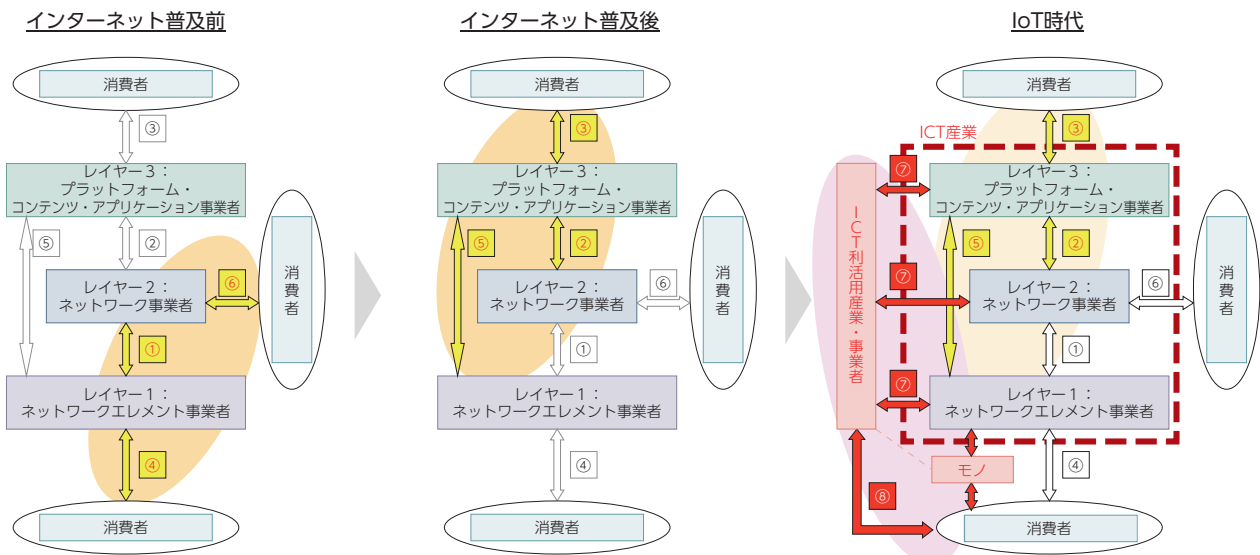 インターネット普及前
消費者
③
レイヤー3：
プラットフォーム・
コンテンツ・アプリケーション事業者
⑤
②
⑥
レイヤー2：
ネットワーク事業者
消費者
①
レイヤー1：
ネットワークエレメント事業者
④
消費者
インターネット普及後
消費者
③
レイヤー3：
プラットフォーム・
コンテンツ・アプリケーション事業者
⑤
②
⑥
レイヤー2：
ネットワーク事業者
消費者
①
レイヤー1：
ネットワークエレメント事業者
④
消費者
IoT時代
消費者
ICT産業
③
⑦
レイヤー3：
プラットフォーム・
コンテンツ・アプリケーション事業者
ICT利活用産業・事業者
⑤
②
⑦
⑥
レイヤー2：
ネットワーク事業者
消費者
①
⑦
レイヤー1：
ネットワークエレメント事業者
モノ
④
⑧
消費者